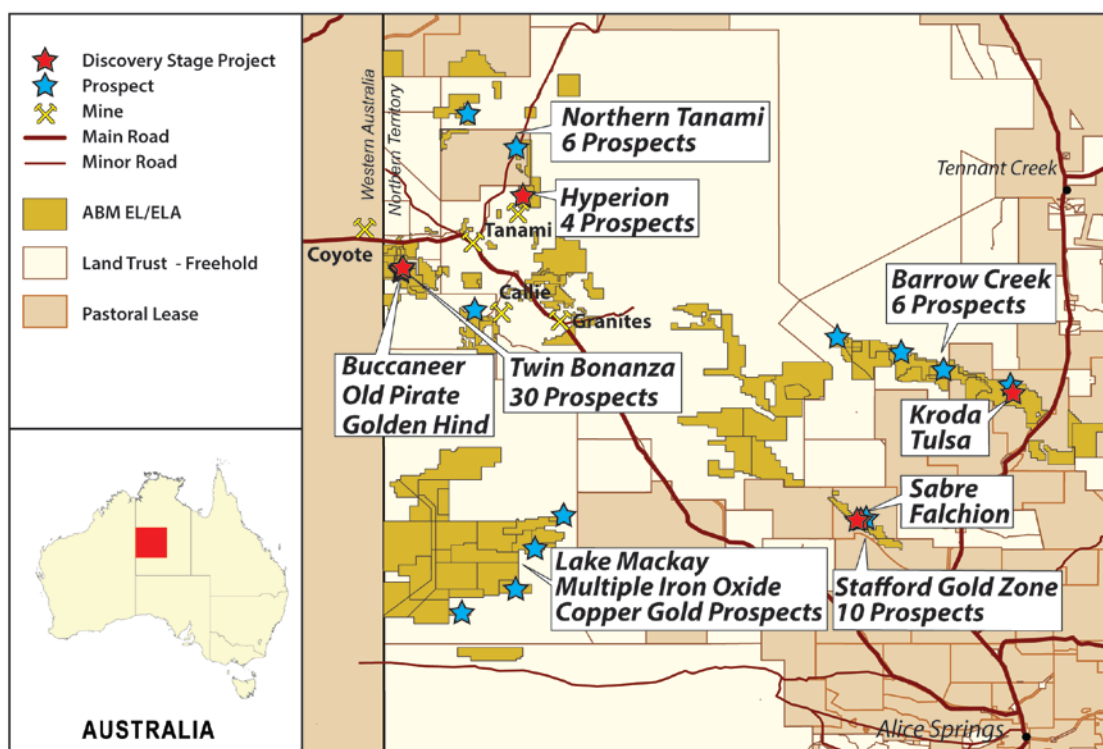 Discovery Stage Project
Prospect
Mine
Main Road
Minor Road
ABM EL/ELA
Land Trust - Freehold
Pastoral Lease
AUSTRALIA
Western Australia
Northern Territory
Northern Tanami
6 Prospects
Hyperion
4 Prospects
Tanami
Coyote
Callie
Granites
Buccaneer
Old Pirate
Golden Hind
Twin Bonanza
30 Prospects
Tennant Creek
Barrow Creek
6 Prospects
Kroda
Tulsa
Sabre
Falchion
Stafford Gold Zone
10 Prospects
Lake Mackay
Multiple Iron Oxide
Copper Gold Prospects
Alice Springs